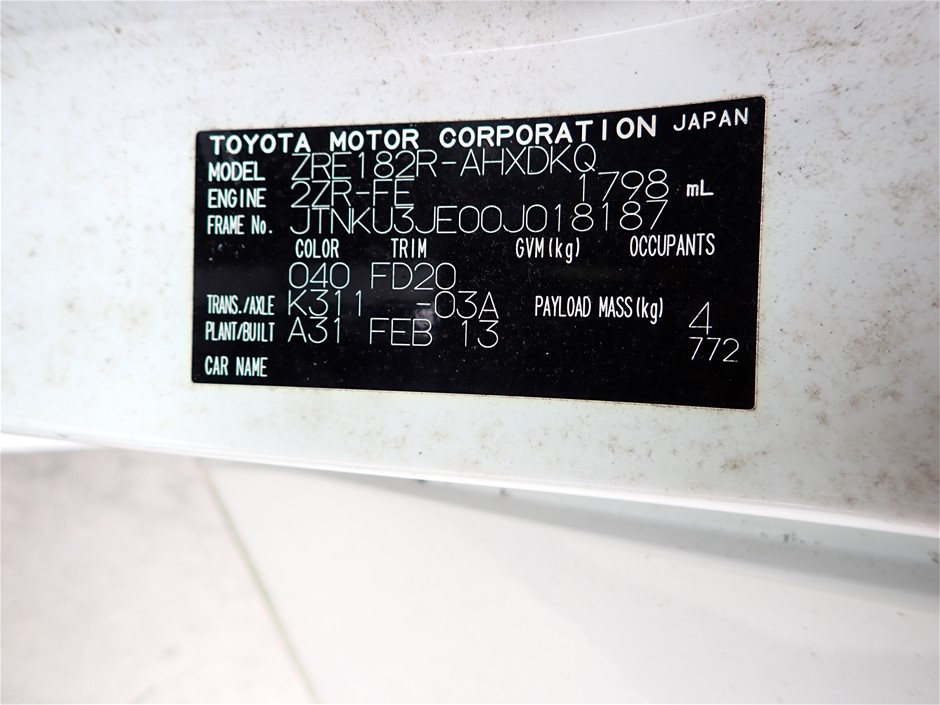 TOYOTA MOTOR CORPORATION JAPAN
MODEL ZRE182R-AHXDKQ
ENGINE 2ZR-FE 1798 mL
FRAME No. JTNKU3JE00J018187
COLOR TRIM GVM(kg) OCCUPANTS
040 FD20
TRANS./AXLE K311 -03A PAYLOAD MASS(kg) 4
PLANT/BUILT A31 FEB 13 772
CAR NAME